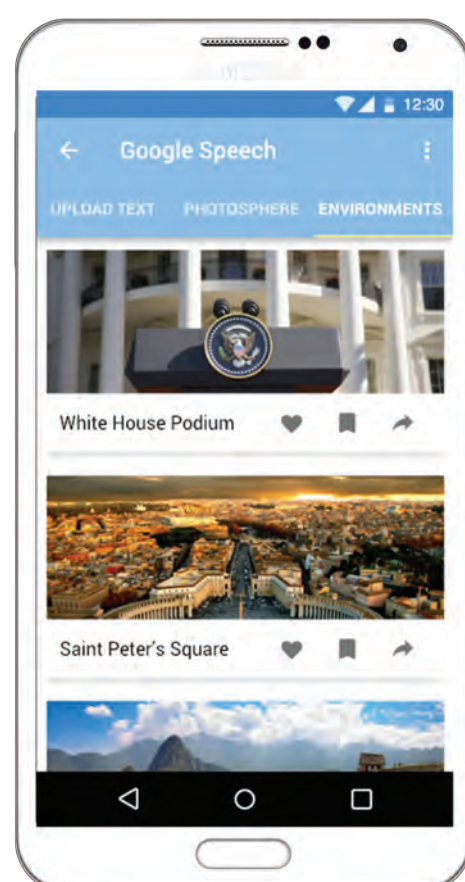 12:30
Google Speech
UPLOAD TEXT PHOTOSPHERE ENVIRONMENTS
White House Podium
Saint Peter's Square